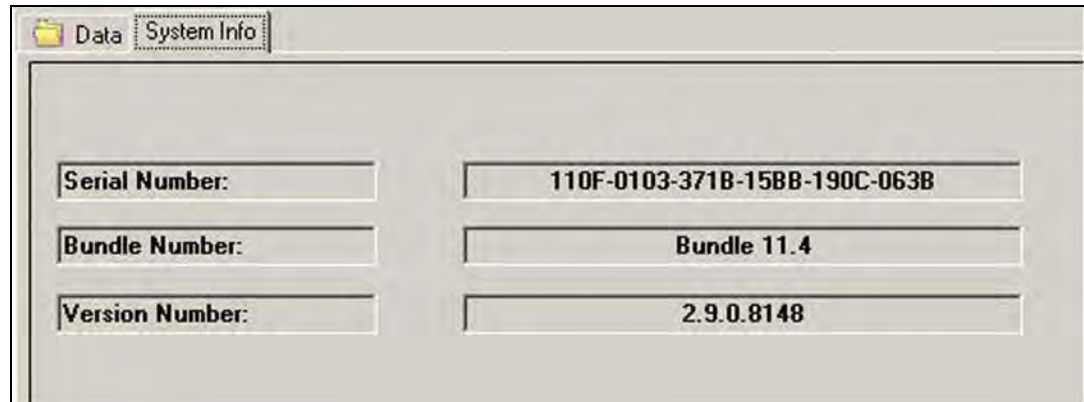 Data System Info
Serial Number: 110F-0103-371B-15BB-190C-063B
Bundle Number: Bundle 11.4
Version Number: 2.9.0.8148